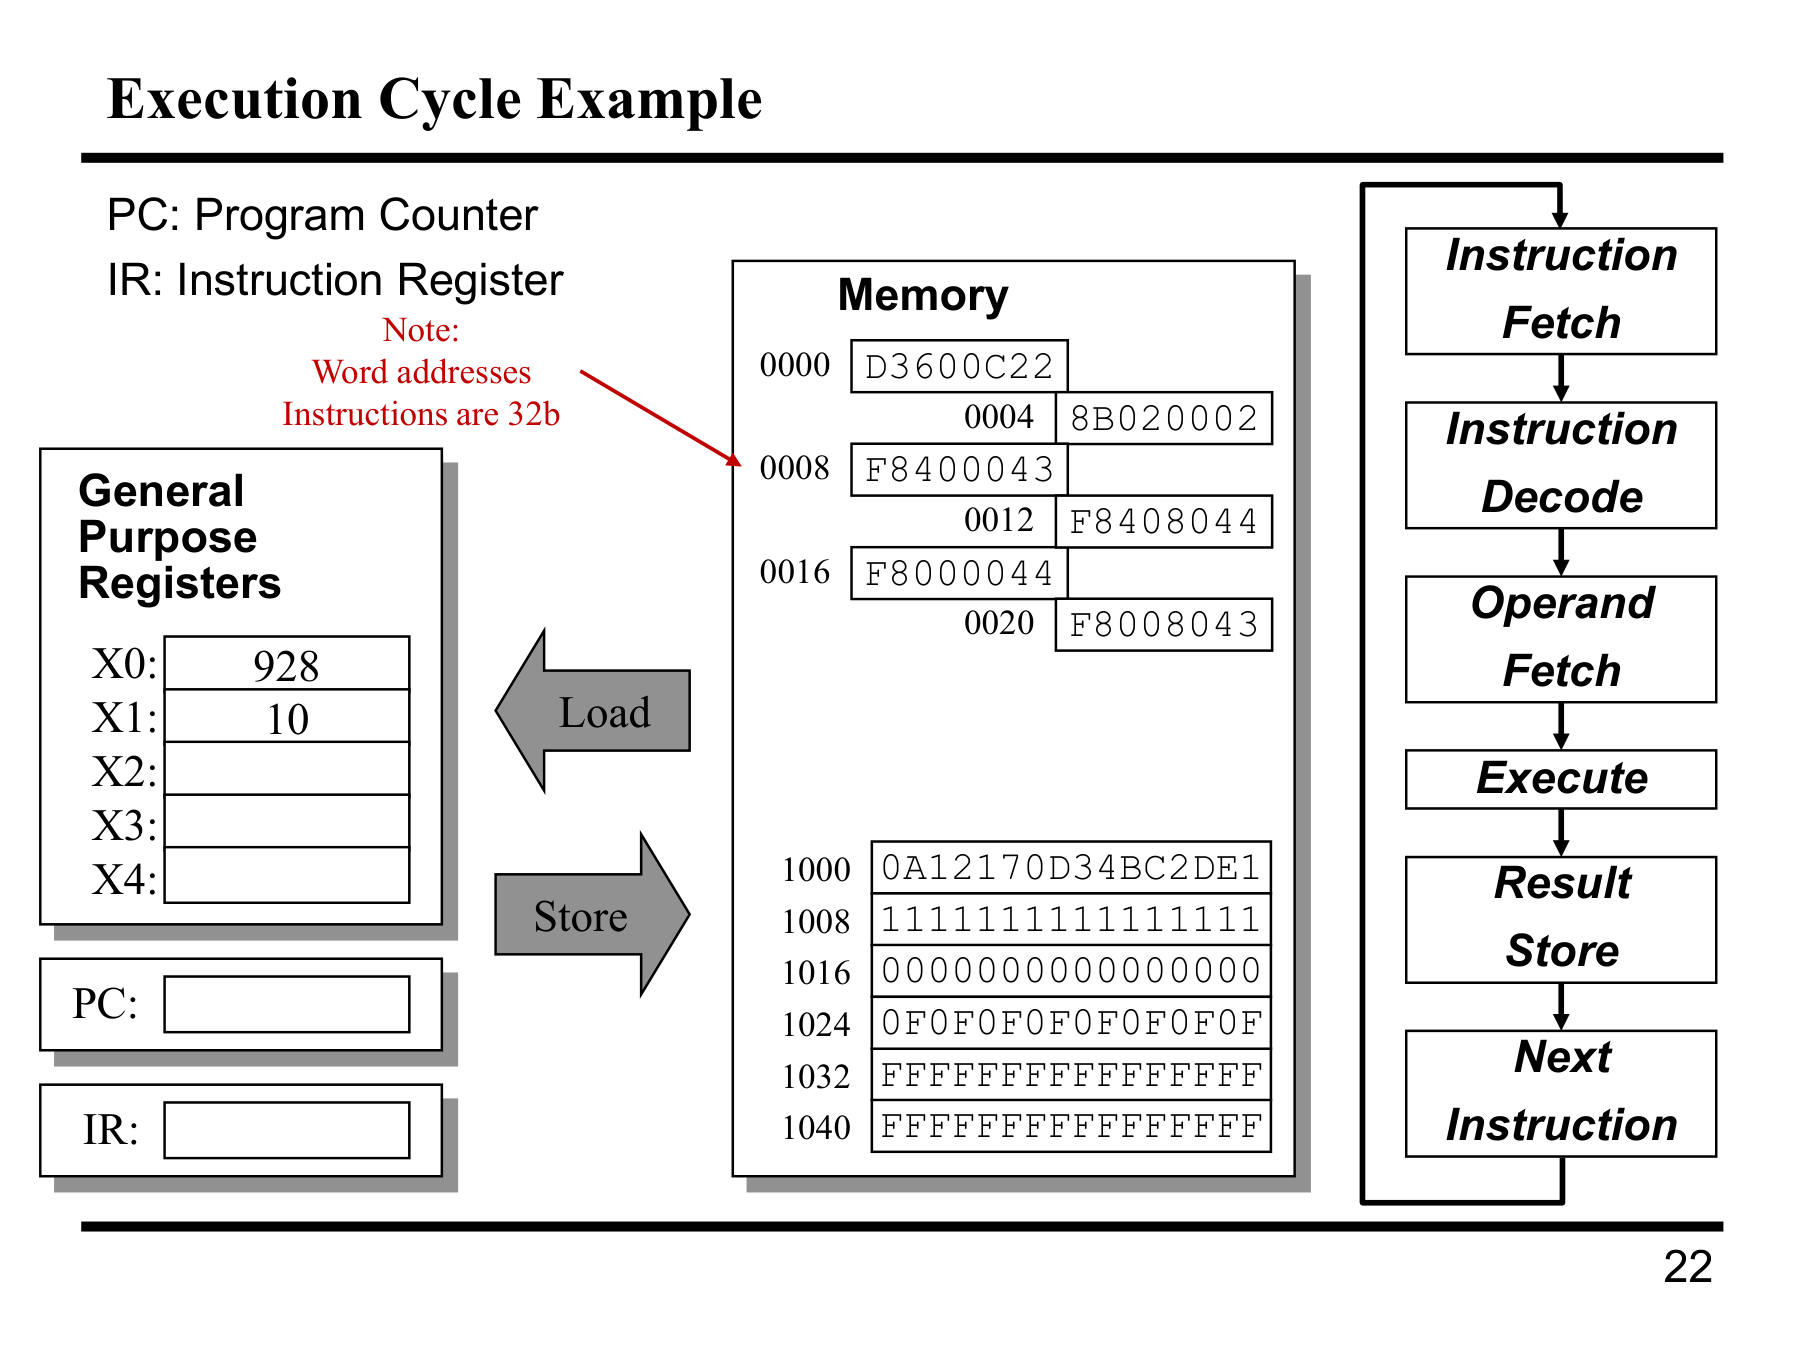 Execution Cycle Example
PC: Program Counter
IR: Instruction Register
Note:
Word addresses
Instructions are 32b
General
Purpose
Registers
X0: 928
X1: 10
X2:
X3:
X4:
PC:
IR:
Load
Store
Memory
0000 D3600C22
0004 8B020002
0008 F8400043
0012 F8408044
0016 F8000044
0020 F8008043
1000 0A12170D34BC2DE1
1008 1111111111111111
1016 0000000000000000
1024 0F0F0F0F0F0F0F0F
1032 FFFFFFFFFFFFFFFF
1040 FFFFFFFFFFFFFFFF
Instruction
Fetch
Instruction
Decode
Operand
Fetch
Execute
Result
Store
Next
Instruction
22